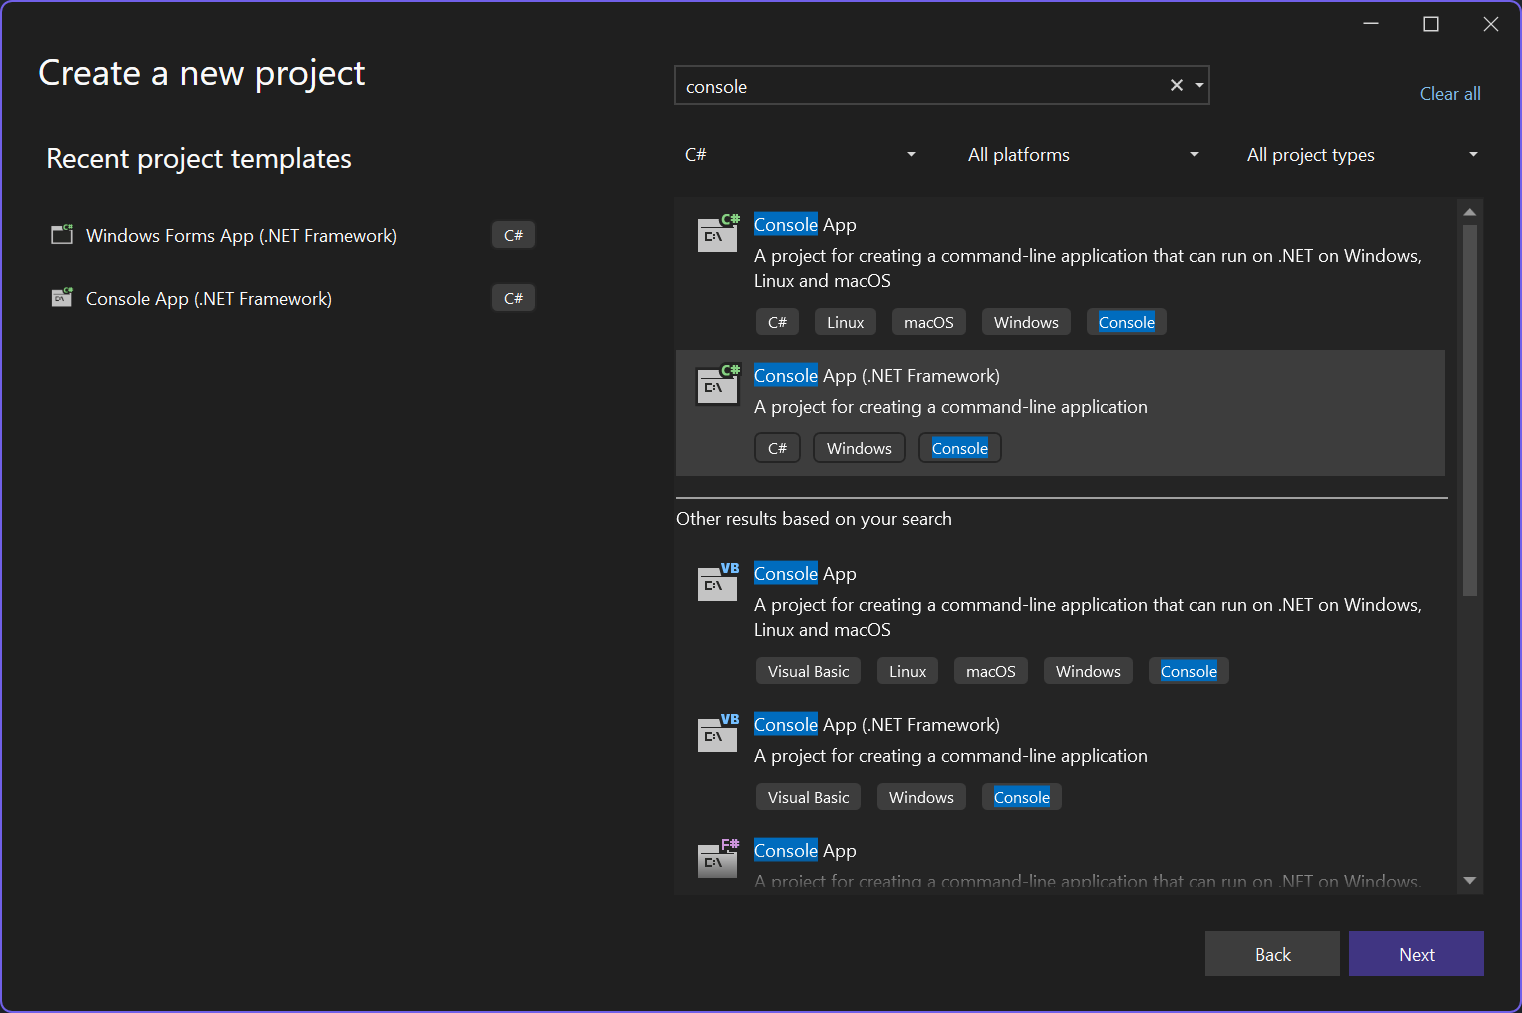 Create a new project
console
Clear all
Recent project templates
C#
All platforms
All project types
Windows Forms App (.NET Framework)
C#
Console App (.NET Framework)
C#
C#
C:\
Console App
A project for creating a command-line application that can run on .NET on Windows,
Linux and macOS
C# Linux macOS Windows Console
C#
C:\
Console App (.NET Framework)
A project for creating a command-line application
C# Windows Console
Other results based on your search
VB
C:\
Console App
A project for creating a command-line application that can run on .NET on Windows,
Linux and macOS
Visual Basic Linux macOS Windows Console
VB
C:\
Console App (.NET Framework)
A project for creating a command-line application
Visual Basic Windows Console
F#
C:\
Console App
A project for creating a command-line application that can run on .NET on Windows,
Back
Next